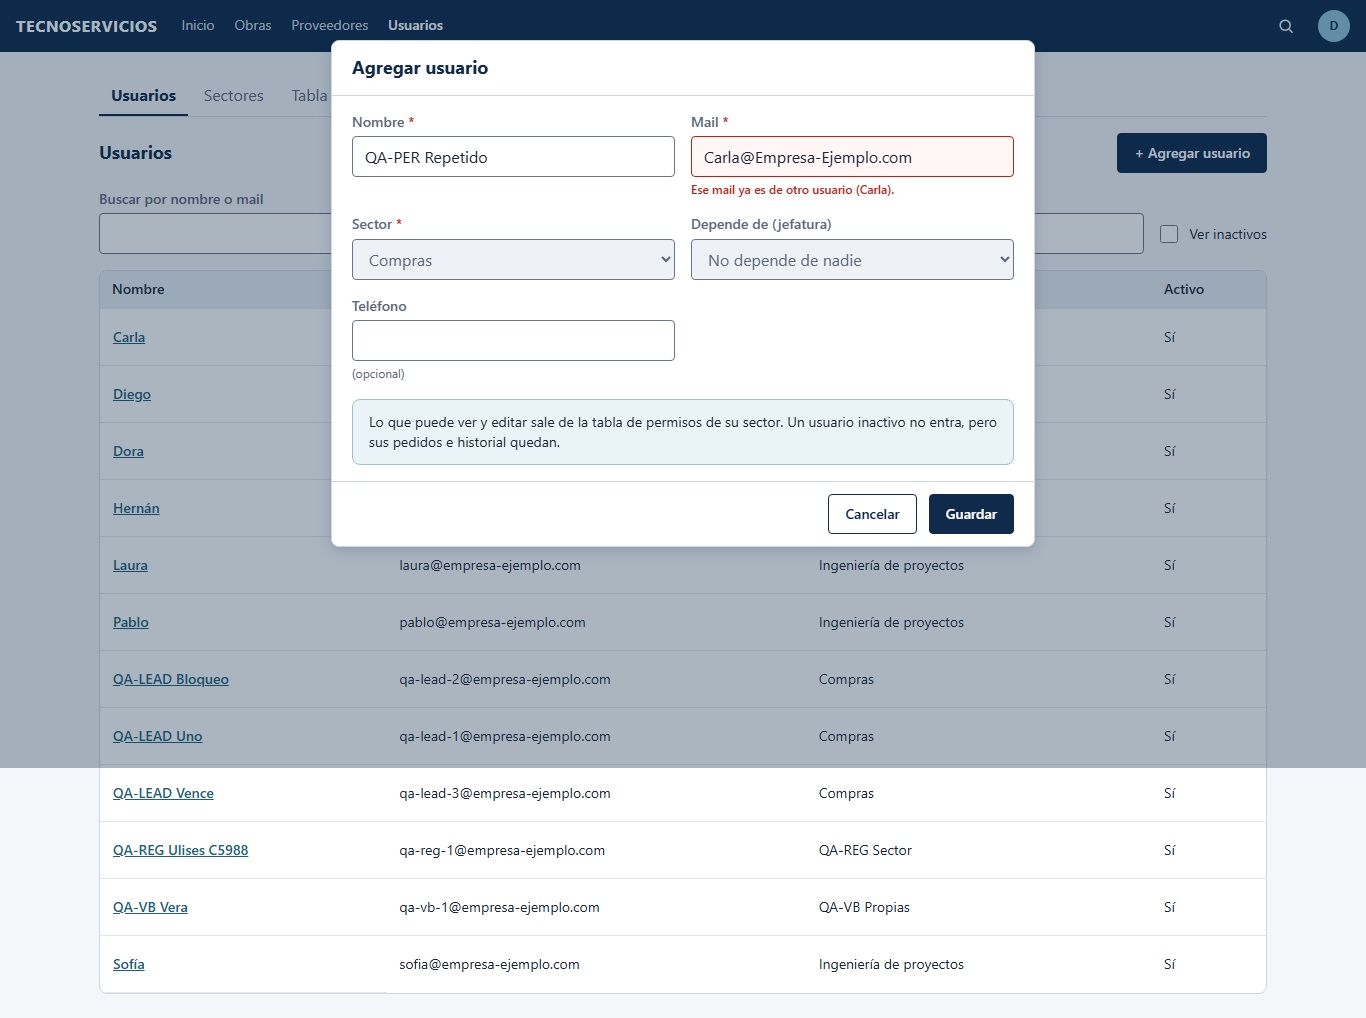 TECNOSERVICIOS Inicio Obras Proveedores Usuarios D
Agregar usuario
Usuarios Sectores Tabla
Nombre * Mail *
QA-PER Repetido Carla@Empresa-Ejemplo.com
Ese mail ya es de otro usuario (Carla).
Usuarios + Agregar usuario
Buscar por nombre o mail
Sector * Depende de (jefatura)
Compras No depende de nadie
Ver inactivos
Teléfono
(opcional)
Lo que puede ver y editar sale de la tabla de permisos de su sector. Un usuario inactivo no entra, pero
sus pedidos e historial quedan.
Cancelar Guardar
Nombre Activo
Carla Sí
Diego Sí
Dora Sí
Hernán Sí
Laura laura@empresa-ejemplo.com Ingeniería de proyectos Sí
Pablo pablo@empresa-ejemplo.com Ingeniería de proyectos Sí
QA-LEAD Bloqueo qa-lead-2@empresa-ejemplo.com Compras Sí
QA-LEAD Uno qa-lead-1@empresa-ejemplo.com Compras Sí
QA-LEAD Vence qa-lead-3@empresa-ejemplo.com Compras Sí
QA-REG Ulises C5988 qa-reg-1@empresa-ejemplo.com QA-REG Sector Sí
QA-VB Vera qa-vb-1@empresa-ejemplo.com QA-VB Propias Sí
Sofía sofia@empresa-ejemplo.com Ingeniería de proyectos Sí